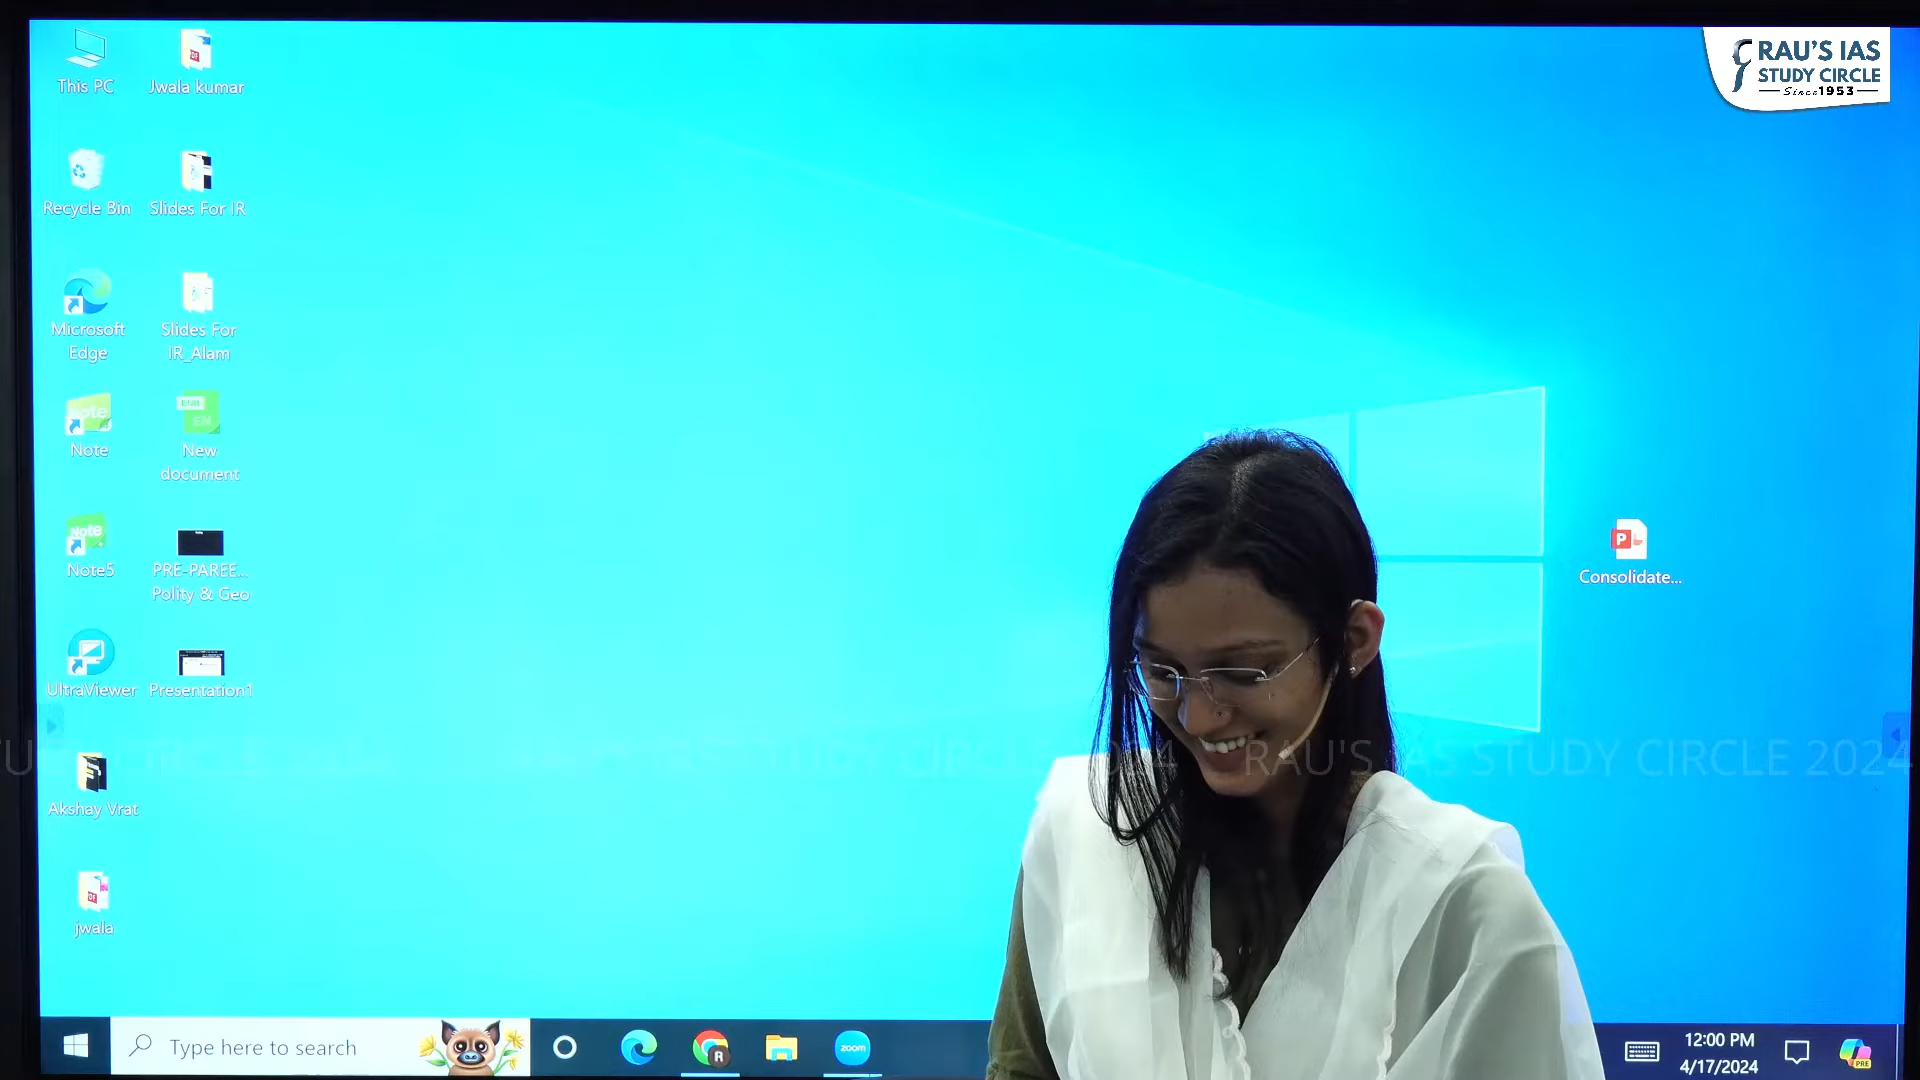 RAU'S IAS
STUDY CIRCLE
Since 1953
This PC
Jwala kumar
Recycle Bin
Slides For IR
Microsoft
Edge
Slides For
IR_Alam
Note
New
document
Note5
PRE-PAREE...
Polity & Geo
Consolidate...
UltraViewer
Presentation1
RAU'S IAS STUDY CIRCLE 2024
Akshay Vrat
jwala
Type here to search
zoom
12:00 PM
4/17/2024